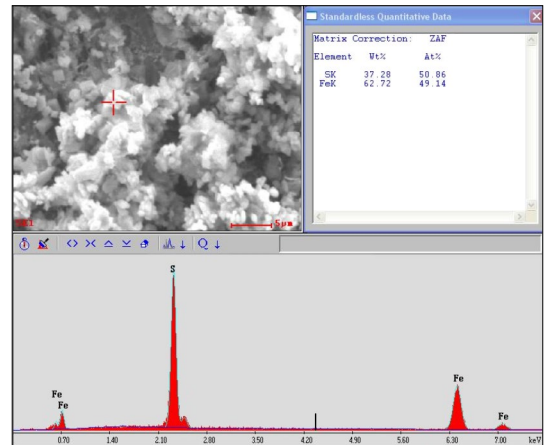 Standardless Quantitative Data
Matrix Correction: ZAF
Element Wt% At%
SK 37.28 50.86
FeK 62.72 49.14
5µm
Q
S
Fe
Fe
Fe
Fe
0.70 1.40 2.10 2.80 3.50 4.20 4.90 5.60 6.30 7.00 keV